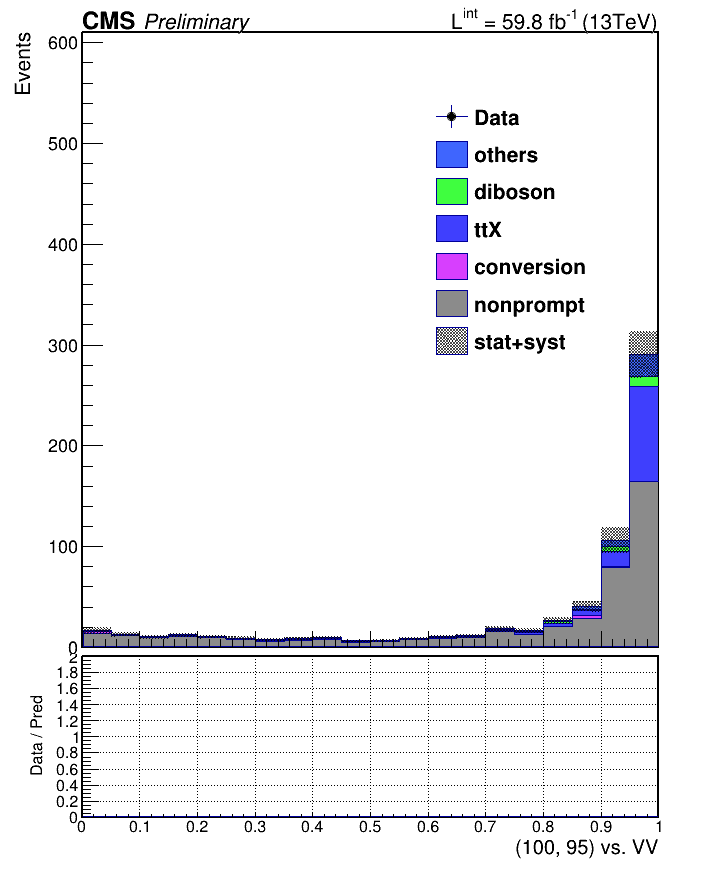 CMS Preliminary
L^int = 59.8 fb^-1 (13TeV)
Events
600
500
400
300
200
100
0
Data
others
diboson
ttX
conversion
nonprompt
stat+syst
Data / Pred
2
1.8
1.6
1.4
1.2
1
0.8
0.6
0.4
0.2
0
0 0.1 0.2 0.3 0.4 0.5 0.6 0.7 0.8 0.9 1
(100, 95) vs. VV